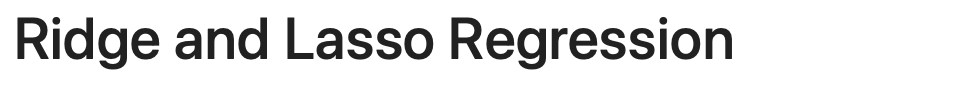 Ridge and Lasso Regression